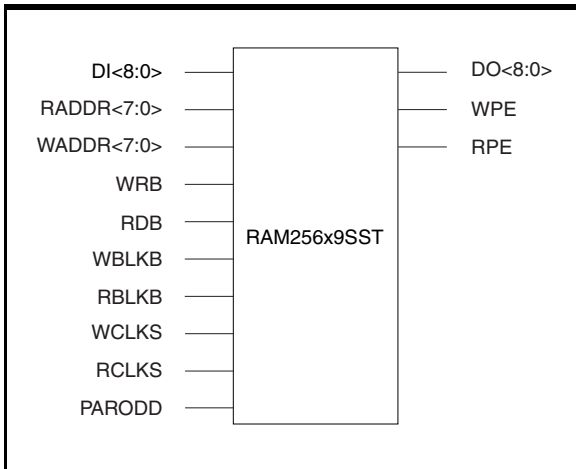 DI<8:0>
RADDR<7:0>
WADDR<7:0>
WRB
RDB
WBLKB
RBLKB
WCLKS
RCLKS
PARODD
RAM256x9SST
DO<8:0>
WPE
RPE